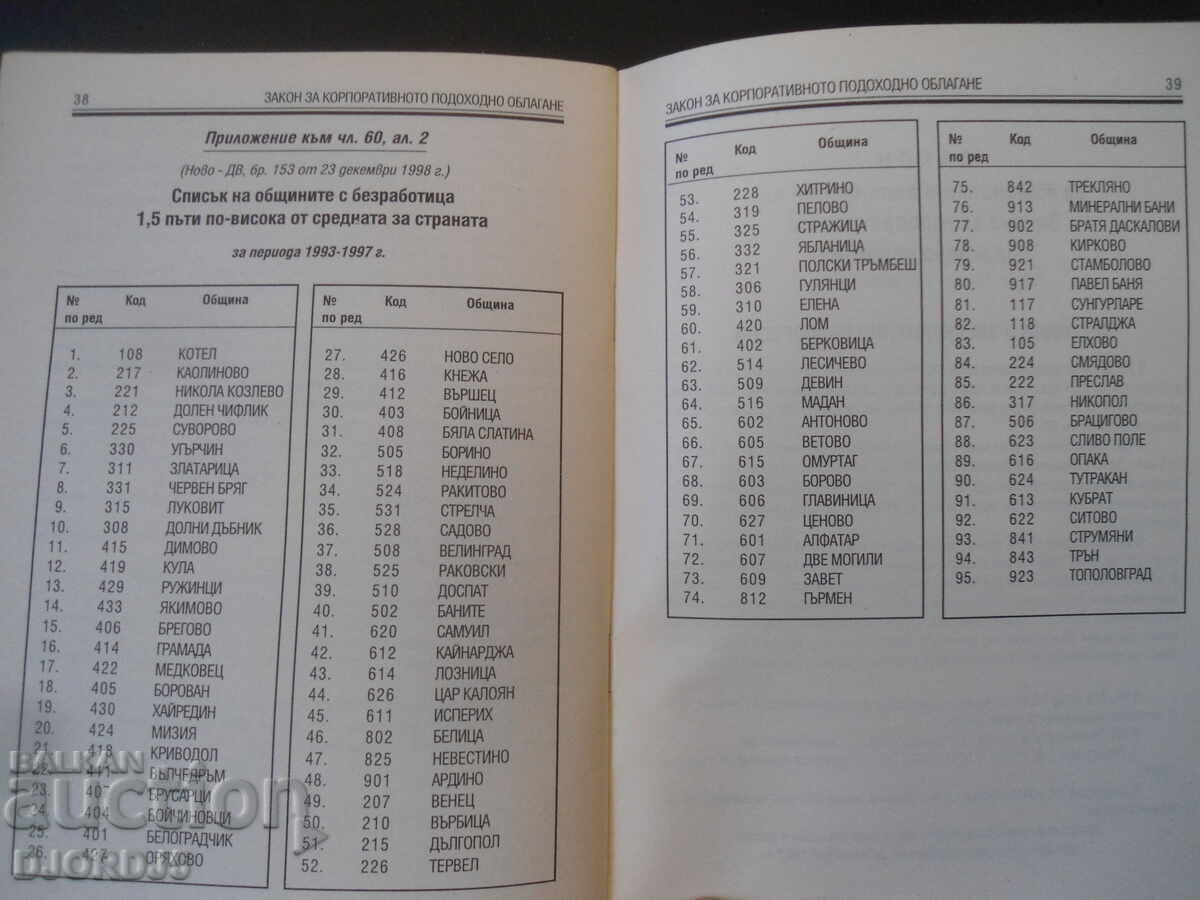 38 ЗАКОН ЗА КОРПОРАТИВНОТО ПОДОХОДНО ОБЛАГАНЕ
Приложение към чл. 60, ал. 2
(Ново - ДВ, бр. 153 от 23 декември 1998 г.)
Списък на общините с безработица
1,5 пъти по-висока от средната за страната
за периода 1993-1997 г.
№ Код Община
по ред
1. 108 КОТЕЛ
2. 217 КАОЛИНОВО
3. 221 НИКОЛА КОЗЛЕВО
4. 212 ДОЛЕН ЧИФЛИК
5. 225 СУВОРОВО
6. 330 УГЪРЧИН
7. 311 ЗЛАТАРИЦА
8. 331 ЧЕРВЕН БРЯГ
9. 315 ЛУКОВИТ
10. 308 ДОЛНИ ДЪБНИК
11. 415 ДИМОВО
12. 419 КУЛА
13. 429 РУЖИНЦИ
14. 433 ЯКИМОВО
15. 406 БРЕГОВО
16. 414 ГРАМАДА
17. 422 МЕДКОВЕЦ
18. 405 БОРОВАН
19. 430 ХАЙРЕДИН
20. 424 МИЗИЯ
21. 418 КРИВОДОЛ
22. 411 ВЪЛЧЕДРЪМ
23. 407 БРУСАРЦИ
24. 404 БОЙЧИНОВЦИ
25. 401 БЕЛОГРАДЧИК
26. 427 ОРЯХОВО
№ Код Община
по ред
27. 426 НОВО СЕЛО
28. 416 КНЕЖА
29. 412 ВЪРШЕЦ
30. 403 БОЙНИЦА
31. 408 БЯЛА СЛАТИНА
32. 505 БОРИНО
33. 518 НЕДЕЛИНО
34. 524 РАКИТОВО
35. 531 СТРЕЛЧА
36. 528 САДОВО
37. 508 ВЕЛИНГРАД
38. 525 РАКОВСКИ
39. 510 ДОСПАТ
40. 502 БАНИТЕ
41. 620 САМУИЛ
42. 612 КАЙНАРДЖА
43. 614 ЛОЗНИЦА
44. 626 ЦАР КАЛОЯН
45. 611 ИСПЕРИХ
46. 802 БЕЛИЦА
47. 825 НЕВЕСТИНО
48. 901 АРДИНО
49. 207 ВЕНЕЦ
50. 210 ВЪРБИЦА
51. 215 ДЪЛГОПОЛ
52. 226 ТЕРВЕЛ
ЗАКОН ЗА КОРПОРАТИВНОТО ПОДОХОДНО ОБЛАГАНЕ 39
№ Код Община
по ред
53. 228 ХИТРИНО
54. 319 ПЕЛОВО
55. 325 СТРАЖИЦА
56. 332 ЯБЛАНИЦА
57. 321 ПОЛСКИ ТРЪМБЕШ
58. 306 ГУЛЯНЦИ
59. 310 ЕЛЕНА
60. 420 ЛОМ
61. 402 БЕРКОВИЦА
62. 514 ЛЕСИЧЕВО
63. 509 ДЕВИН
64. 516 МАДАН
65. 602 АНТОНОВО
66. 605 ВЕТОВО
67. 615 ОМУРТАГ
68. 603 БОРОВО
69. 606 ГЛАВИНИЦА
70. 627 ЦЕНОВО
71. 601 АЛФАТАР
72. 607 ДВЕ МОГИЛИ
73. 609 ЗАВЕТ
74. 812 ГЪРМЕН
№ Код Община
по ред
75. 842 ТРЕКЛЯНО
76. 913 МИНЕРАЛНИ БАНИ
77. 902 БРАТЯ ДАСКАЛОВИ
78. 908 КИРКОВО
79. 921 СТАМБОЛОВО
80. 917 ПАВЕЛ БАНЯ
81. 117 СУНГУРЛАРЕ
82. 118 СТРАЛДЖА
83. 105 ЕЛХОВО
84. 224 СМЯДОВО
85. 222 ПРЕСЛАВ
86. 317 НИКОПОЛ
87. 506 БРАЦИГОВО
88. 623 СЛИВО ПОЛЕ
89. 616 ОПАКА
90. 624 ТУТРАКАН
91. 613 КУБРАТ
92. 622 СИТОВО
93. 841 СТРУМЯНИ
94. 843 ТРЪН
95. 923 ТОПОЛОВГРАД
BALKAN
auction
DJORD33